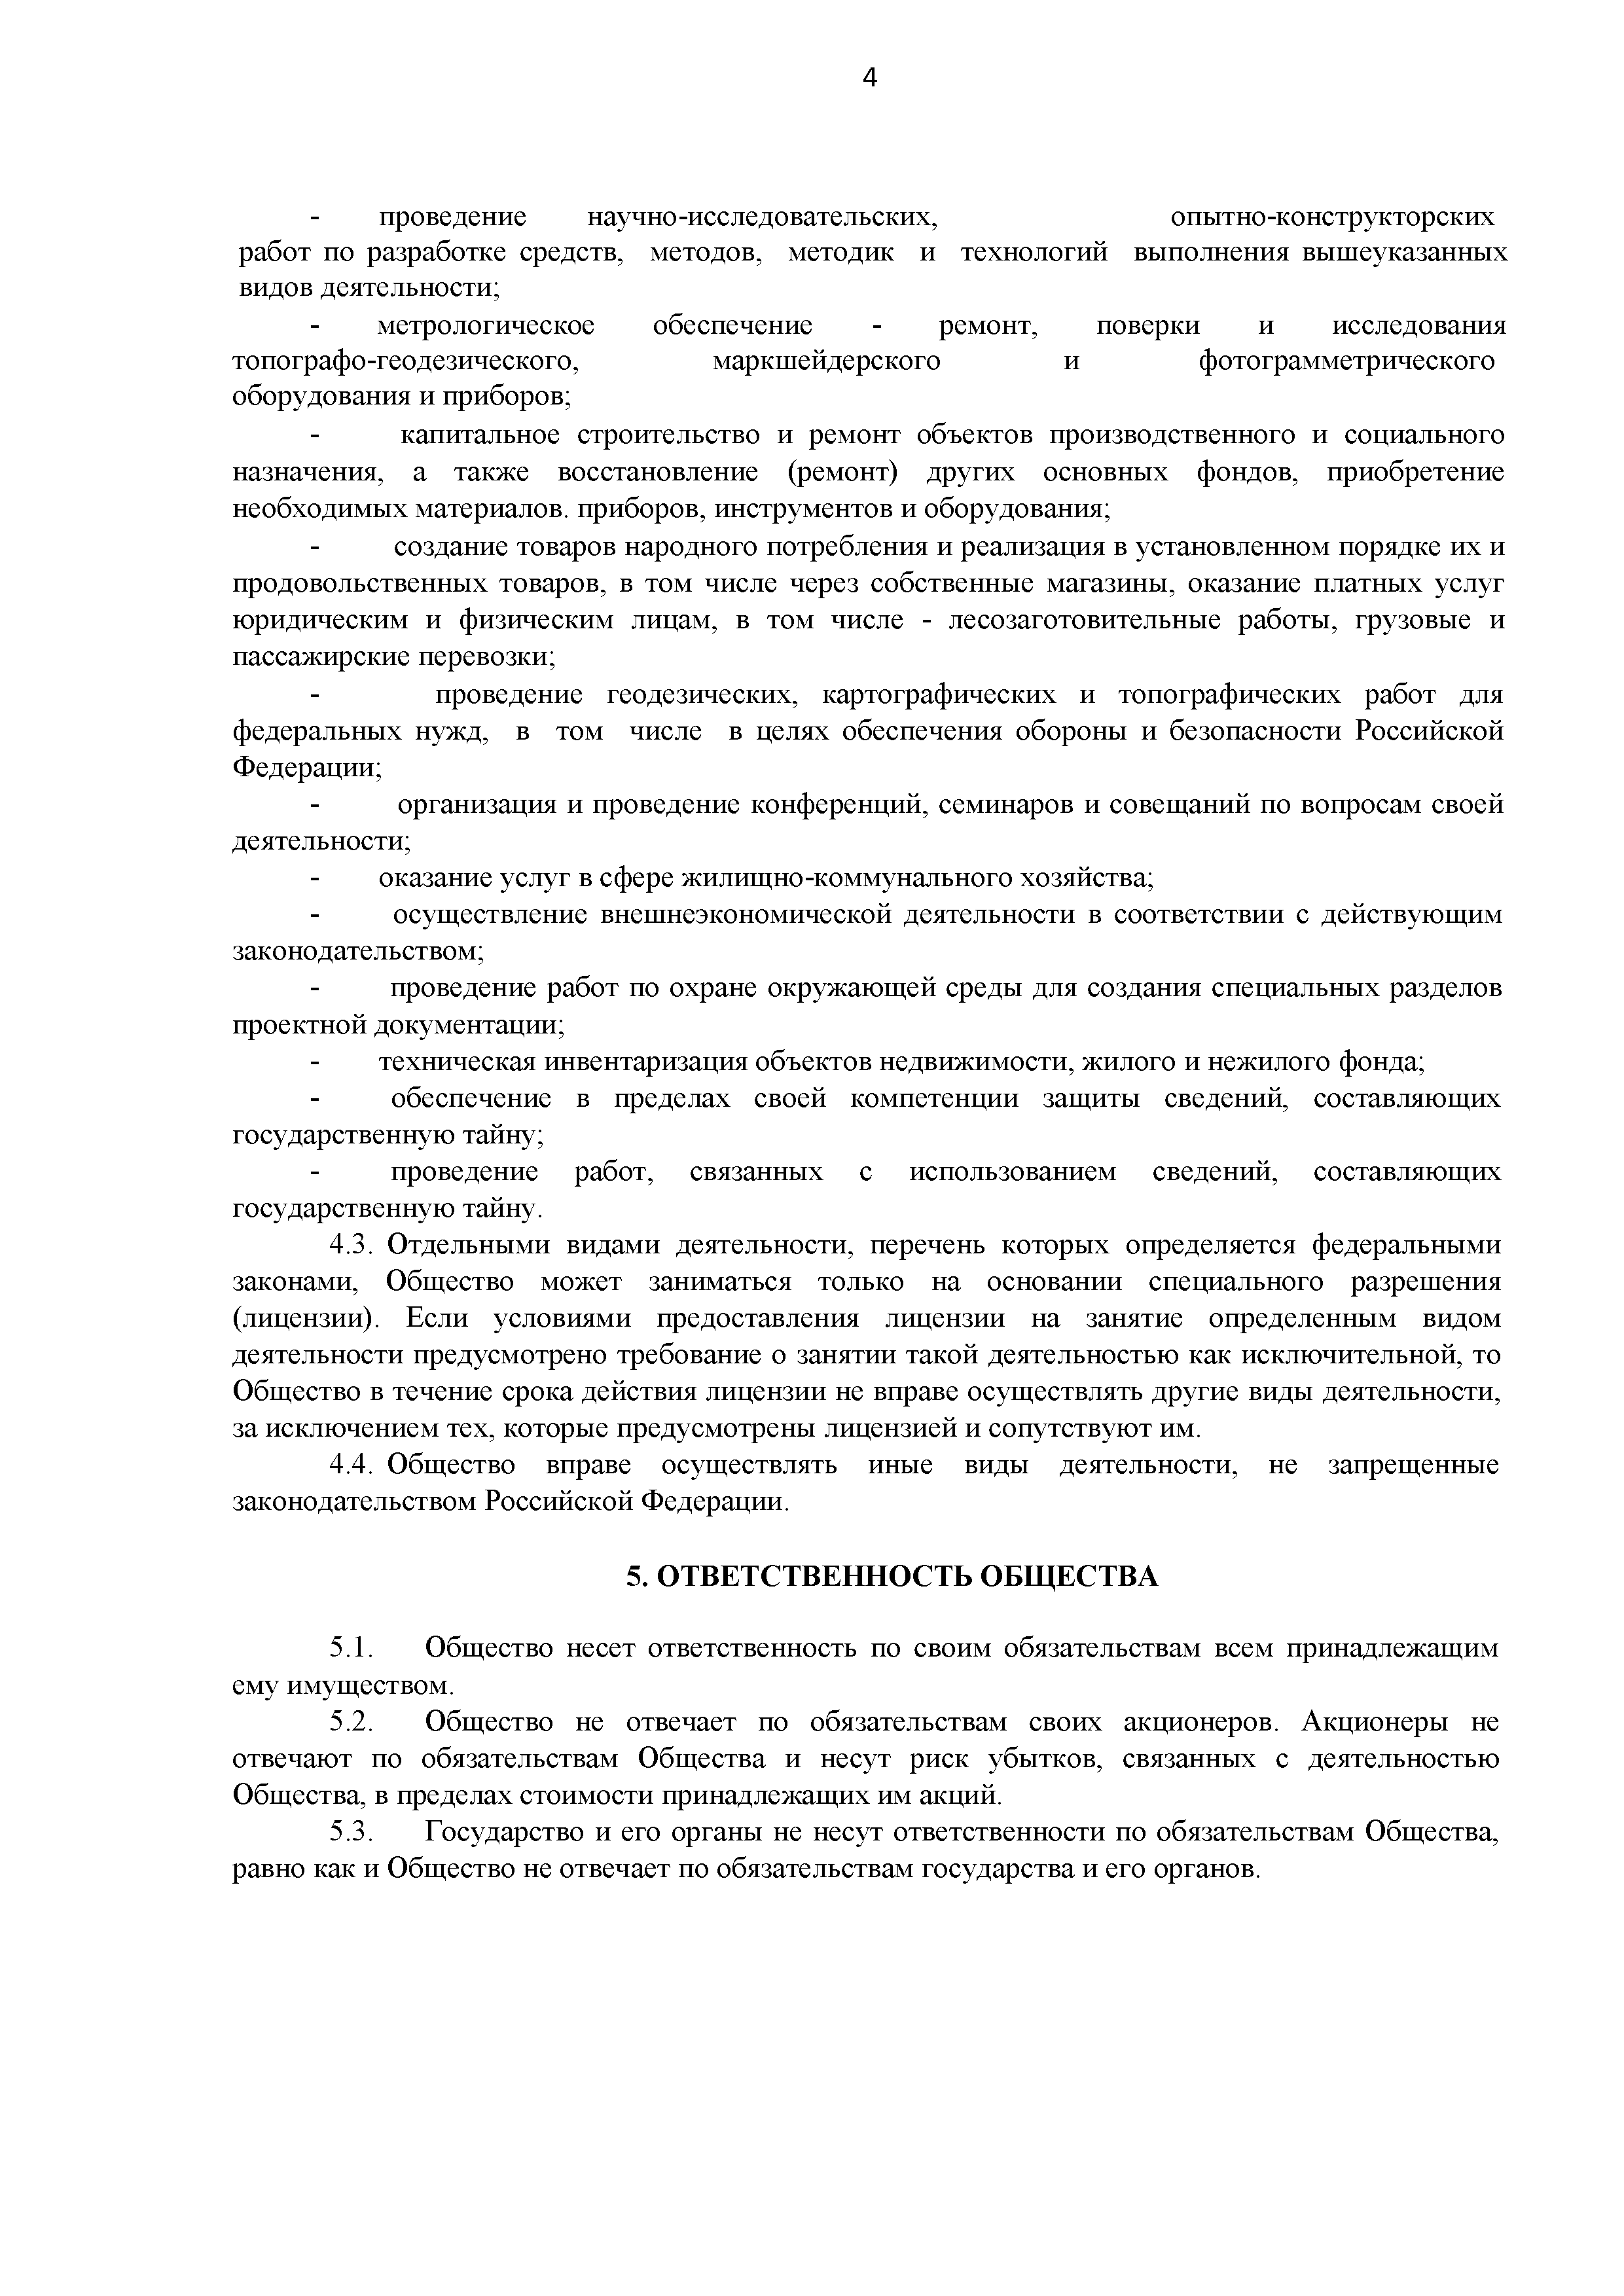 4
- проведение научно-исследовательских, опытно-конструкторских
работ по разработке средств, методов, методик и технологий выполнения вышеуказанных
видов деятельности;
- метрологическое обеспечение - ремонт, поверки и исследования
топографо-геодезического, маркшейдерского и фотограмметрического
оборудования и приборов;
- капитальное строительство и ремонт объектов производственного и социального
назначения, а также восстановление (ремонт) других основных фондов, приобретение
необходимых материалов. приборов, инструментов и оборудования;
- создание товаров народного потребления и реализация в установленном порядке их и
продовольственных товаров, в том числе через собственные магазины, оказание платных услуг
юридическим и физическим лицам, в том числе - лесозаготовительные работы, грузовые и
пассажирские перевозки;
- проведение геодезических, картографических и топографических работ для
федеральных нужд, в том числе в целях обеспечения обороны и безопасности Российской
Федерации;
- организация и проведение конференций, семинаров и совещаний по вопросам своей
деятельности;
- оказание услуг в сфере жилищно-коммунального хозяйства;
- осуществление внешнеэкономической деятельности в соответствии с действующим
законодательством;
- проведение работ по охране окружающей среды для создания специальных разделов
проектной документации;
- техническая инвентаризация объектов недвижимости, жилого и нежилого фонда;
- обеспечение в пределах своей компетенции защиты сведений, составляющих
государственную тайну;
- проведение работ, связанных с использованием сведений, составляющих
государственную тайну.
4.3. Отдельными видами деятельности, перечень которых определяется федеральными
законами, Общество может заниматься только на основании специального разрешения
(лицензии). Если условиями предоставления лицензии на занятие определенным видом
деятельности предусмотрено требование о занятии такой деятельностью как исключительной, то
Общество в течение срока действия лицензии не вправе осуществлять другие виды деятельности,
за исключением тех, которые предусмотрены лицензией и сопутствуют им.
4.4. Общество вправе осуществлять иные виды деятельности, не запрещенные
законодательством Российской Федерации.
5. ОТВЕТСТВЕННОСТЬ ОБЩЕСТВА
5.1. Общество несет ответственность по своим обязательствам всем принадлежащим
ему имуществом.
5.2. Общество не отвечает по обязательствам своих акционеров. Акционеры не
отвечают по обязательствам Общества и несут риск убытков, связанных с деятельностью
Общества, в пределах стоимости принадлежащих им акций.
5.3. Государство и его органы не несут ответственности по обязательствам Общества,
равно как и Общество не отвечает по обязательствам государства и его органов.